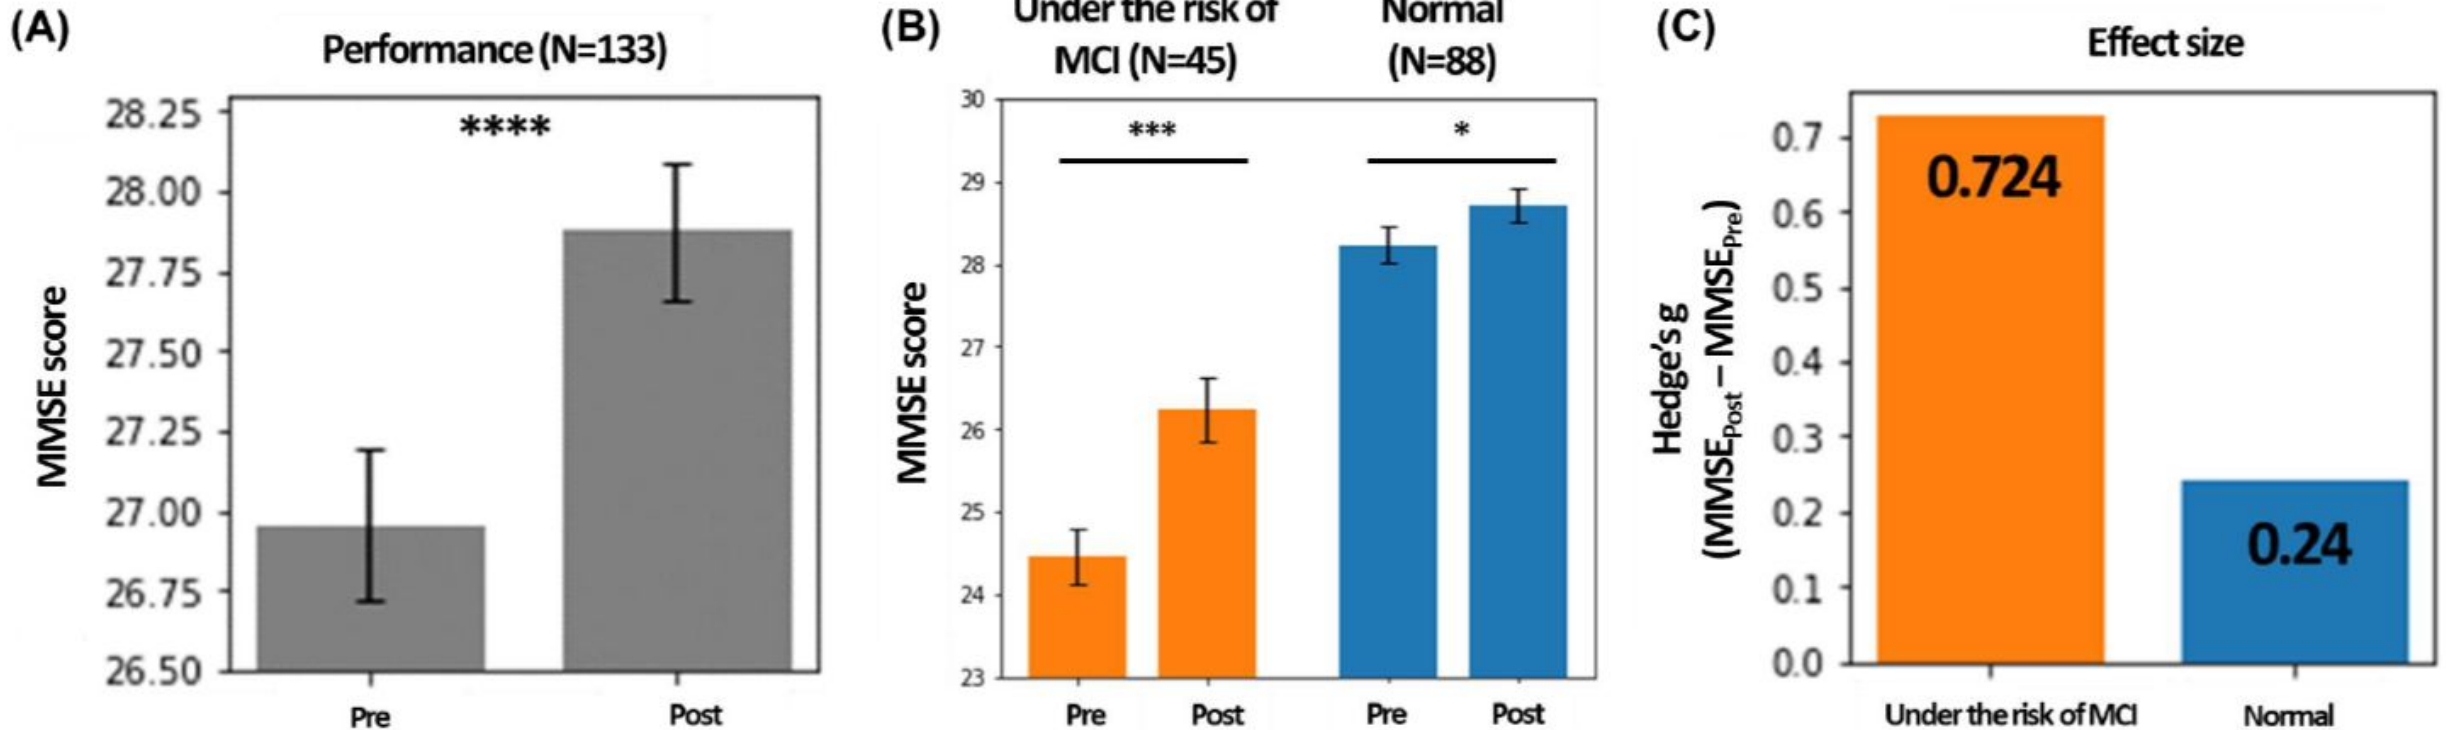 (A)
Performance (N=133)
28.25
28.00
27.75
27.50
27.25
27.00
26.75
26.50
MMSE score
****
Pre
Post
(B)
Under the risk of
MCI (N=45)
Normal
(N=88)
30
29
28
27
26
25
24
23
MMSE score
***
*
Pre
Post
Pre
Post
(C)
Effect size
0.7
0.6
0.5
0.4
0.3
0.2
0.1
0.0
Hedge's g
(MMSEPost – MMSEPre)
0.724
0.24
Under the risk of MCI
Normal